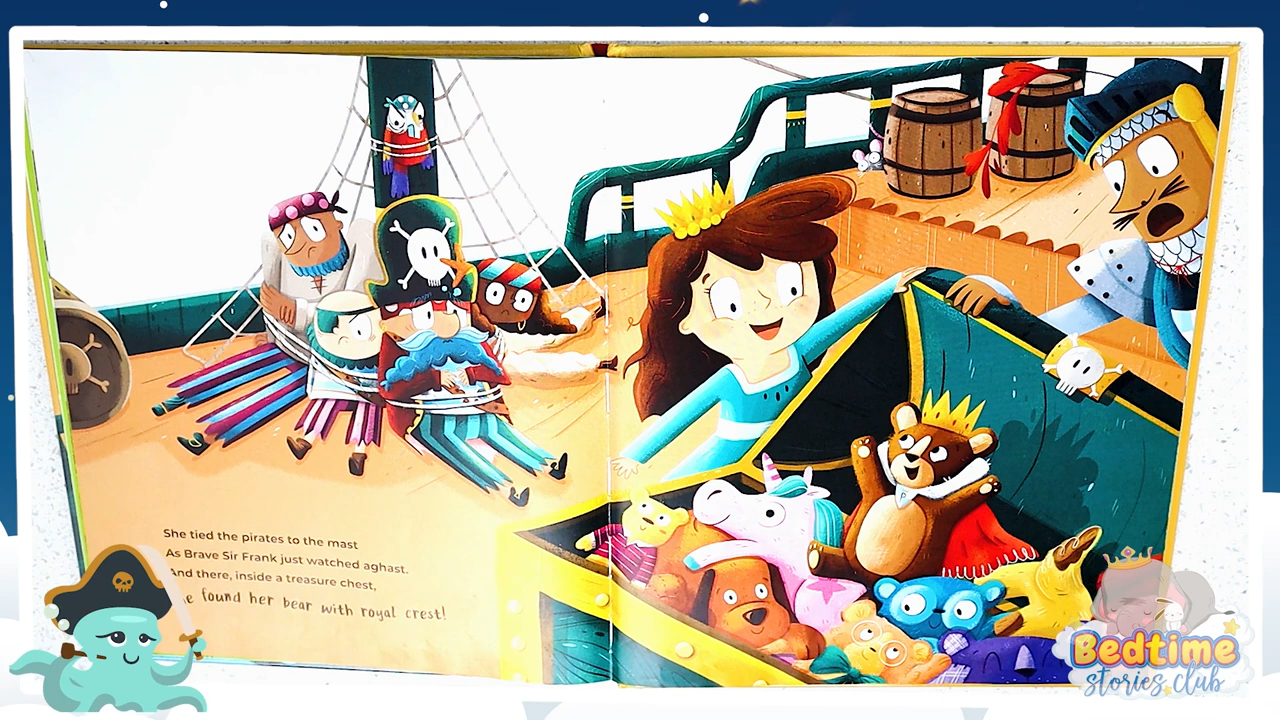 She tied the pirates to the mast
As Brave Sir Frank just watched aghast.
And there, inside a treasure chest,
found her bear with royal crest!
P
Bedtime
stories club